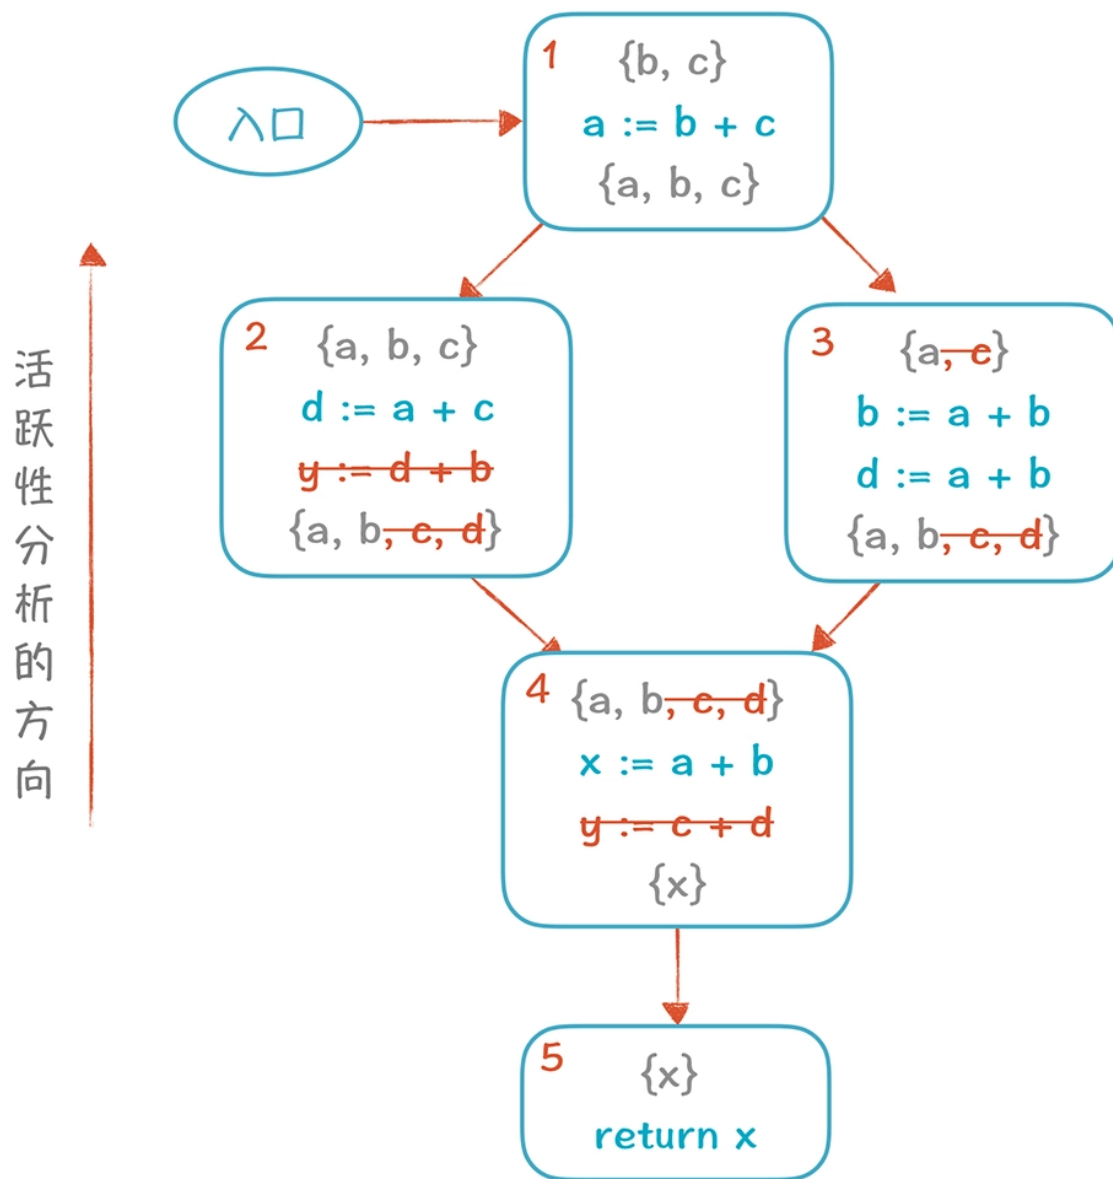 入口
1
{b, c}
a := b + c
{a, b, c}
活跃性分析的方向
2
{a, b, c}
d := a + c
y := d + b
{a, b, c, d}
3
{a, c}
b := a + b
d := a + b
{a, b, c, d}
4
{a, b, c, d}
x := a + b
y := c + d
{x}
5
{x}
return x